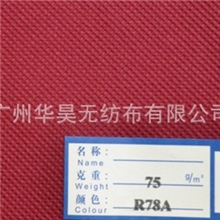 广州华昊无纺布有限公司
名称:
Name
克重: 75 g/m²
Weight
颜色: R78A
Colour